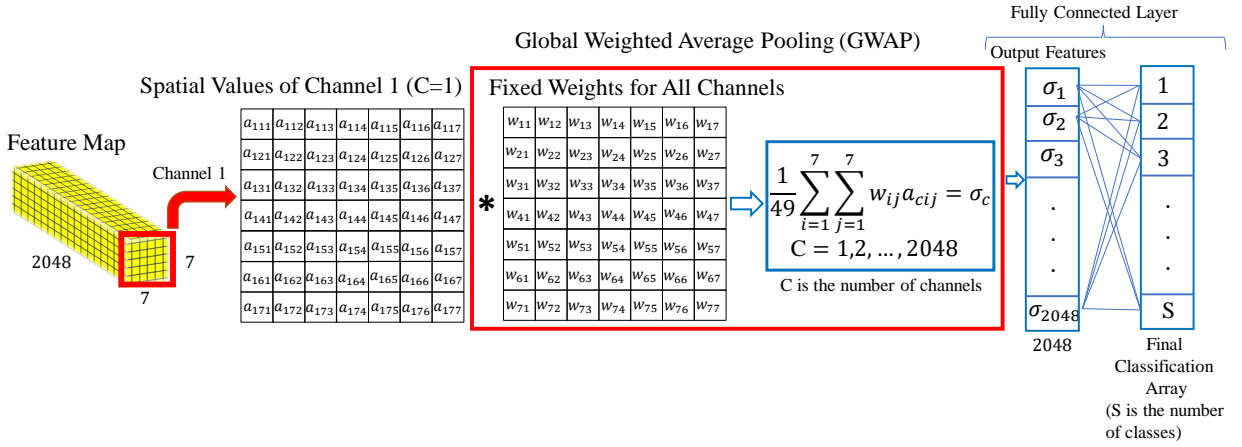 Fully Connected Layer
Global Weighted Average Pooling (GWAP)
Output Features
Spatial Values of Channel 1 (C=1)
Fixed Weights for All Channels
Feature Map
Channel 1
2048
7
7
a₁₁₁ a₁₁₂ a₁₁₃ a₁₁₄ a₁₁₅ a₁₁₆ a₁₁₇
a₁₂₁ a₁₂₂ a₁₂₃ a₁₂₄ a₁₂₅ a₁₂₆ a₁₂₇
a₁₃₁ a₁₃₂ a₁₃₃ a₁₃₄ a₁₃₅ a₁₃₆ a₁₃₇
a₁₄₁ a₁₄₂ a₁₄₃ a₁₄₄ a₁₄₅ a₁₄₆ a₁₄₇
a₁₅₁ a₁₅₂ a₁₅₃ a₁₅₄ a₁₅₅ a₁₅₆ a₁₅₇
a₁₆₁ a₁₆₂ a₁₆₃ a₁₆₄ a₁₆₅ a₁₆₆ a₁₆₇
a₁₇₁ a₁₇₂ a₁₇₃ a₁₇₄ a₁₇₅ a₁₇₆ a₁₇₇
*
w₁₁ w₁₂ w₁₃ w₁₄ w₁₅ w₁₆ w₁₇
w₂₁ w₂₂ w₂₃ w₂₄ w₂₅ w₂₆ w₂₇
w₃₁ w₃₂ w₃₃ w₃₄ w₃₅ w₃₆ w₃₇
w₄₁ w₄₂ w₄₃ w₄₄ w₄₅ w₄₆ w₄₇
w₅₁ w₅₂ w₅₃ w₅₄ w₅₅ w₅₆ w₅₇
w₆₁ w₆₂ w₆₃ w₆₄ w₆₅ w₆₆ w₆₇
w₇₁ w₇₂ w₇₃ w₇₄ w₇₅ w₇₆ w₇₇
1/49 ∑_{i=1}^{7} ∑_{j=1}^{7} w_{ij}a_{cij} = σ_c
C = 1,2, …, 2048
C is the number of channels
σ₁
σ₂
σ₃
.
.
.
σ₂₀₄₈
2048
1
2
3
.
.
.
S
Final
Classification
Array
(S is the number
of classes)